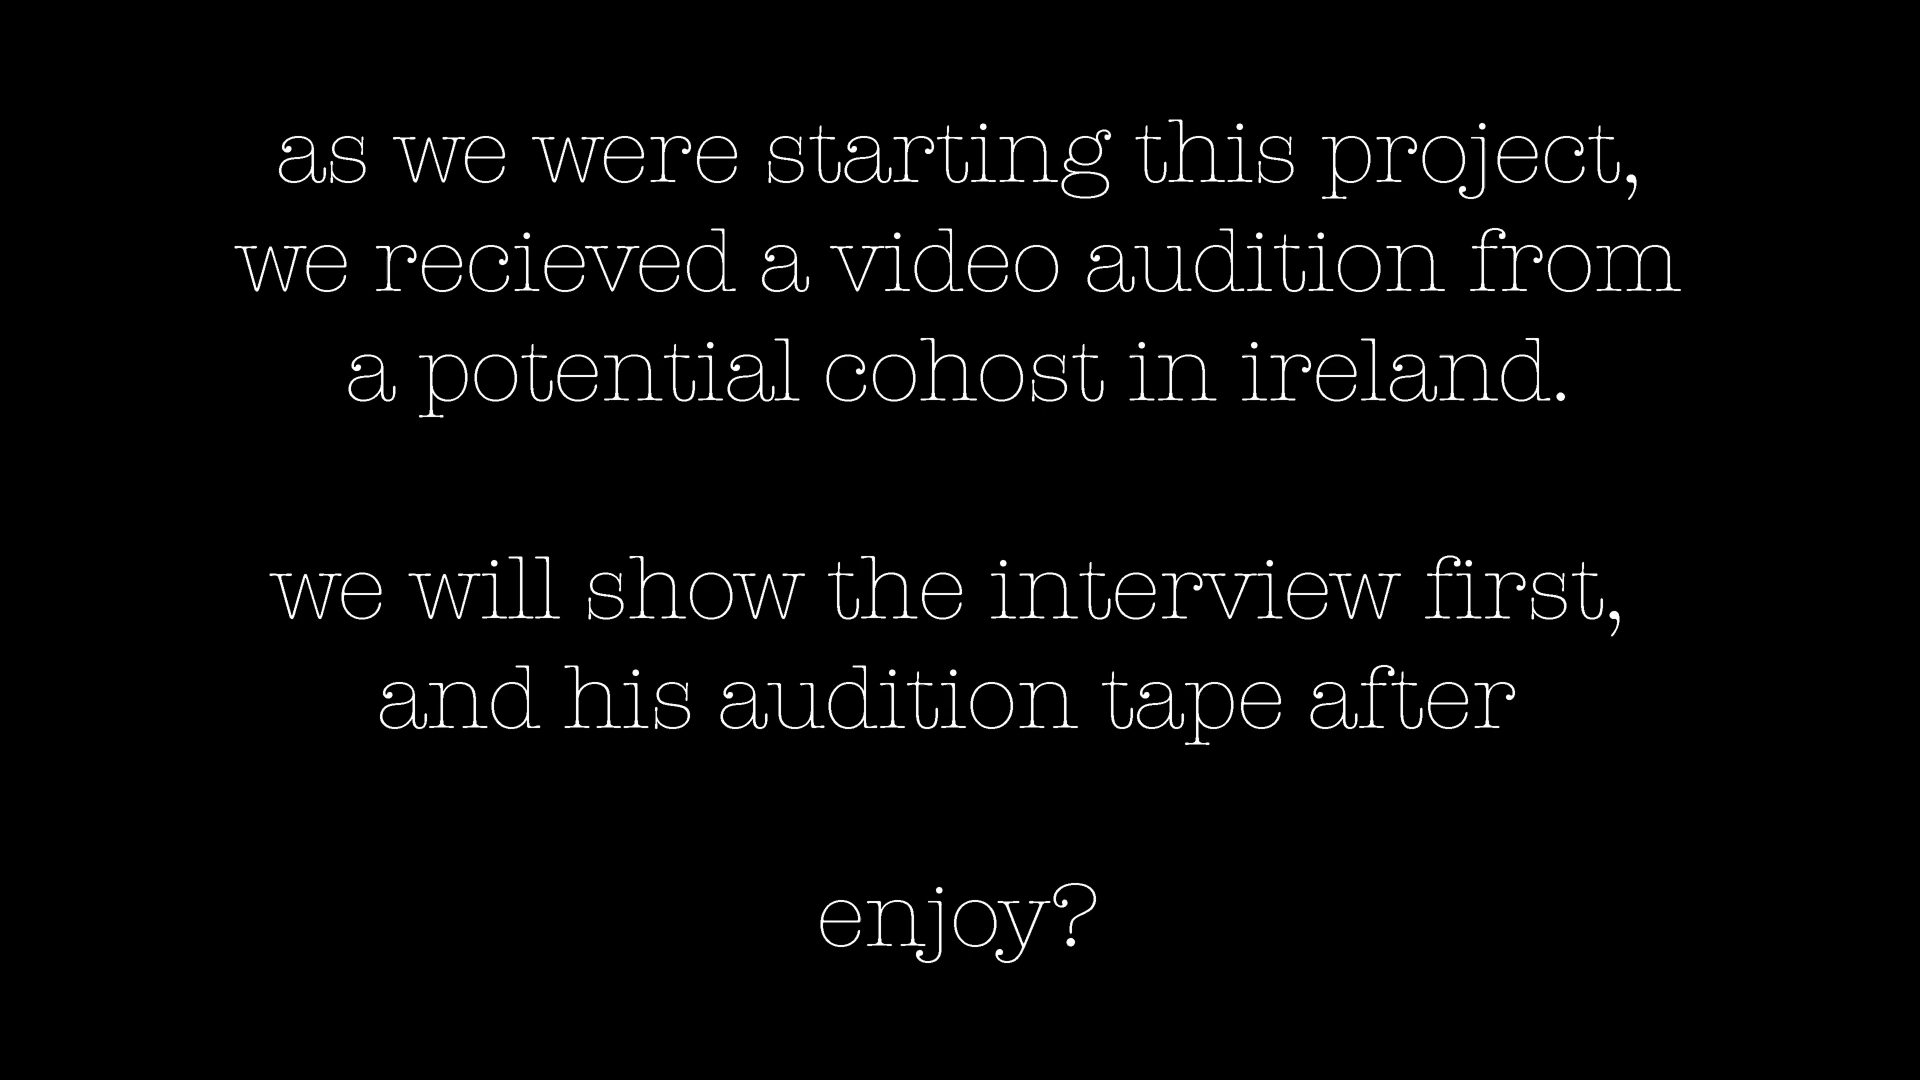 as we were starting this project,
we recieved a video audition from
a potential cohost in ireland.
we will show the interview first,
and his audition tape after
enjoy?